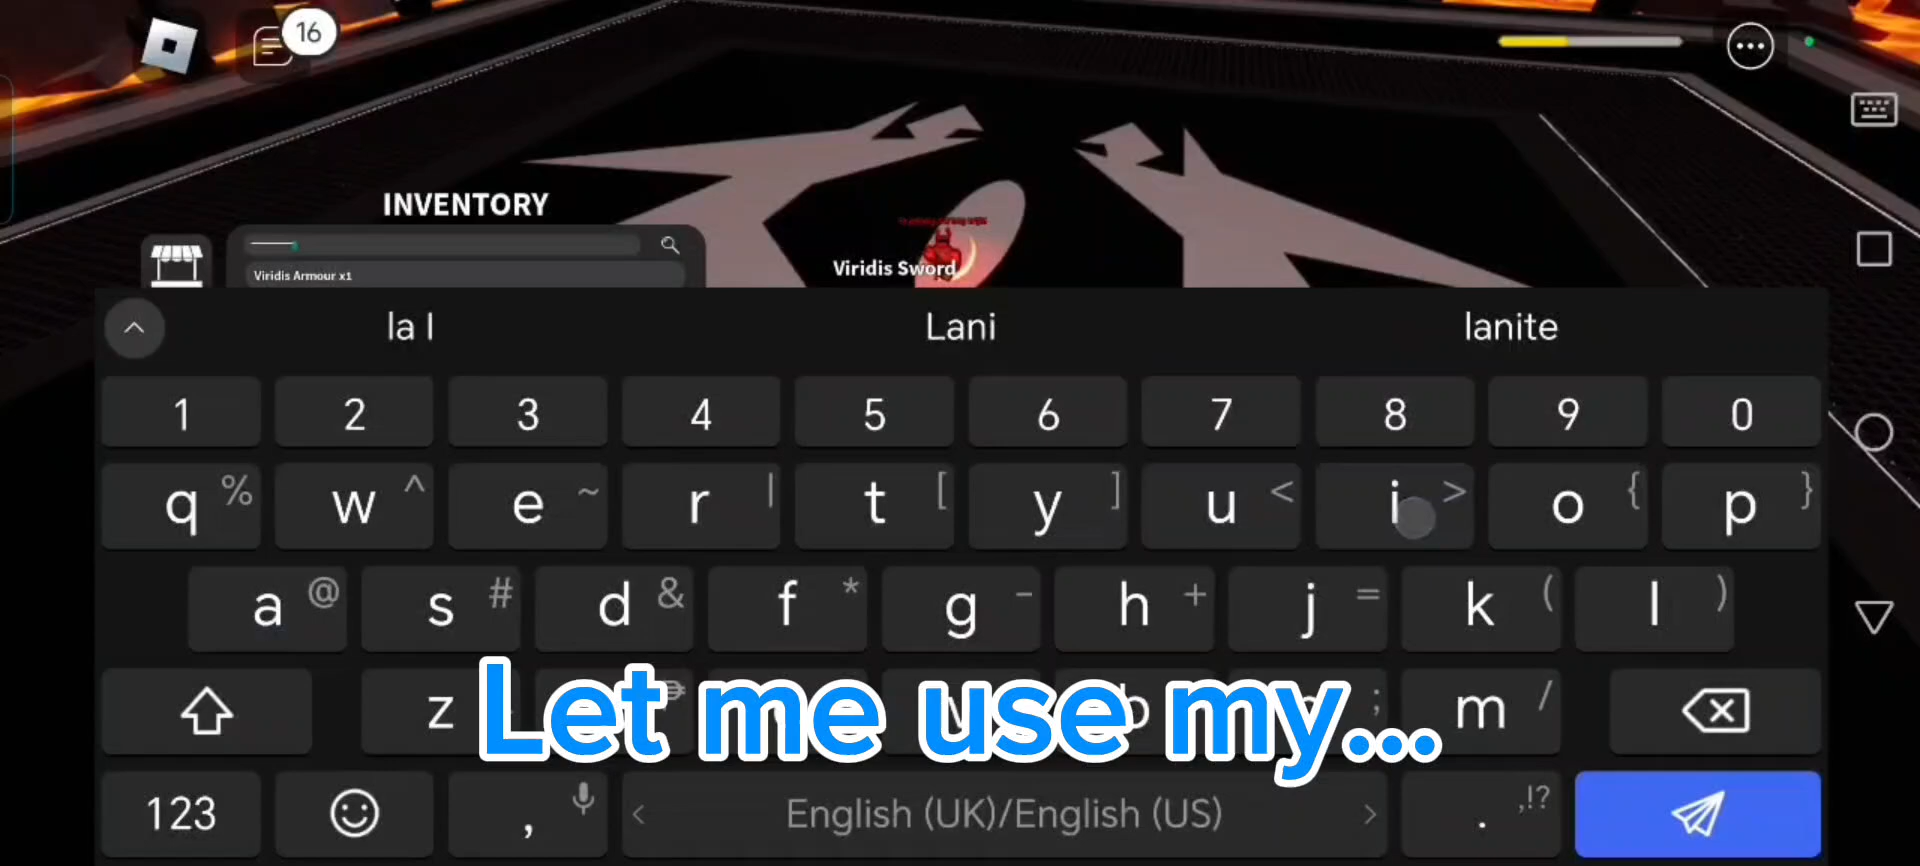 16
INVENTORY
Viridis Armour x1
Viridis Sword
la l Lani lanite
1 2 3 4 5 6 7 8 9 0
q % w ^ e ~ r | t [ y ] u < i > o { p }
a @ s # d & f * g - h + j = k ( l )
z b ; m /
Let me use my...
123 , English (UK)/English (US) . ,!?